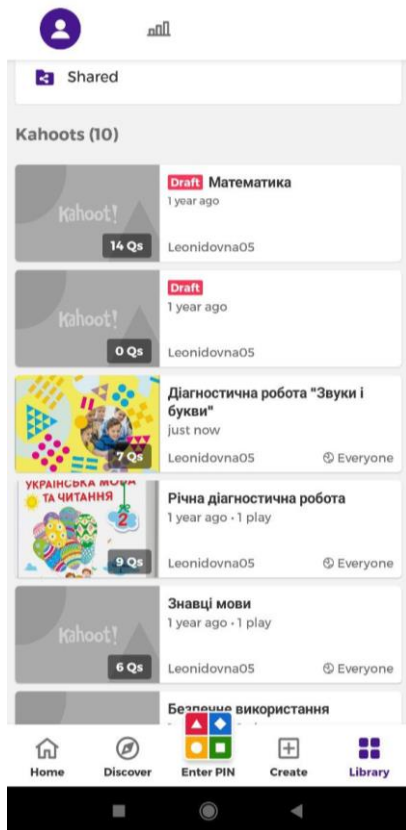 Shared
Kahoots (10)
Draft Математика
1 year ago
Kahoot!
14 Qs
Leonidovna05
Draft
1 year ago
Kahoot!
0 Qs
Leonidovna05
Діагностична робота "Звуки і
букви"
just now
7 Qs
Leonidovna05
Everyone
УКРАЇНСЬКА МОВА
ТА ЧИТАННЯ
2
Річна діагностична робота
1 year ago · 1 play
9 Qs
Leonidovna05
Everyone
Знавці мови
1 year ago · 1 play
Kahoot!
6 Qs
Leonidovna05
Everyone
Безпечне використання
Home
Discover
Enter PIN
Create
Library